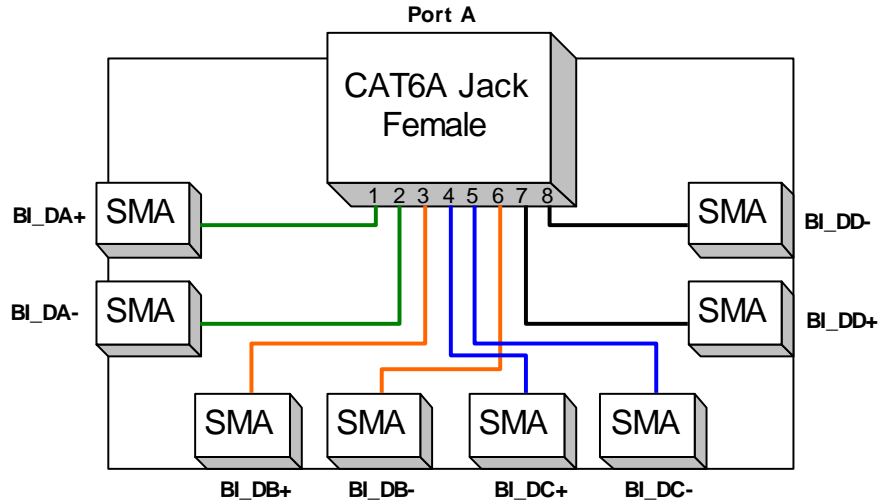 Port A
CAT6A Jack
Female
1 2 3 4 5 6 7 8
BI_DA+ SMA SMA BI_DD-
BI_DA- SMA SMA BI_DD+
SMA SMA SMA SMA
BI_DB+ BI_DB- BI_DC+ BI_DC-